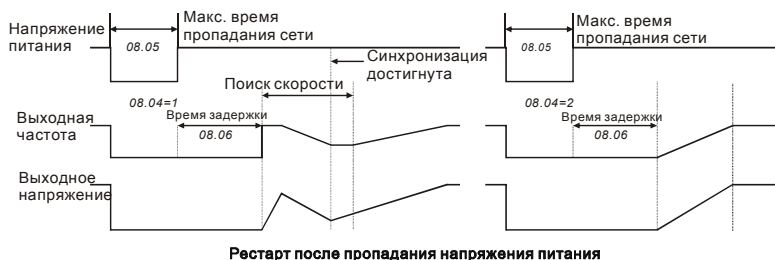 Напряжение
питания
08.05
Макс. время
пропадания сети
Синхронизация
достигнута
Поиск скорости
08.04=1
Время задержки
08.06
Выходная
частота
Выходное
напряжение
08.05
Макс. время
пропадания сети
08.04=2
Время задержки
08.06
Рестарт после пропадания напряжения питания